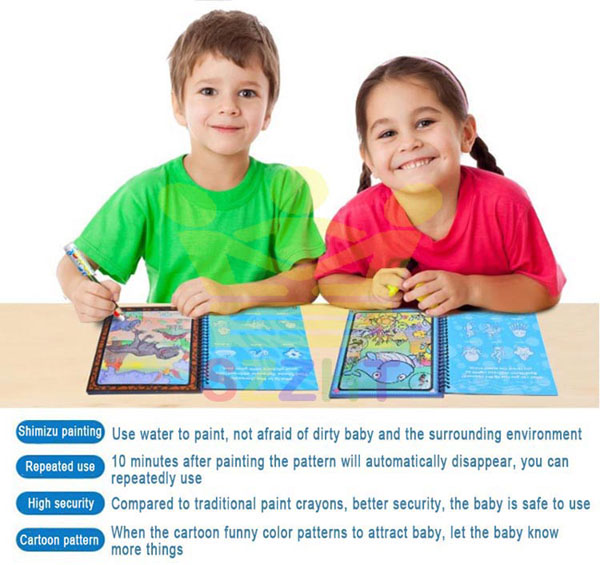 SZZHT
Shimizu painting
Use water to paint, not afraid of dirty baby and the surrounding environment
Repeated use
10 minutes after painting the pattern will automatically disappear, you can
repeatedly use
High security
Compared to traditional paint crayons, better security, the baby is safe to use
Cartoon pattern
When the cartoon funny color patterns to attract baby, let the baby know
more things